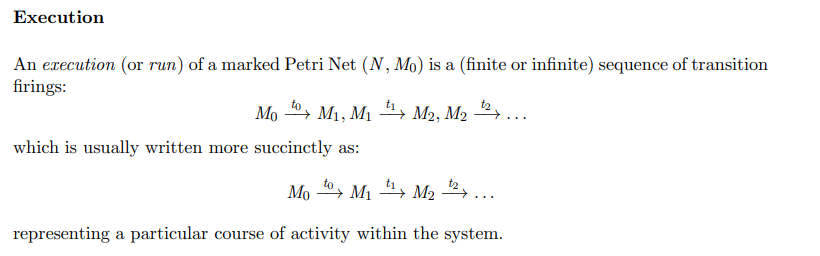 Execution
An execution (or run) of a marked Petri Net (N, M₀) is a (finite or infinite) sequence of transition
firings:
M₀ —t₀→ M₁, M₁ —t₁→ M₂, M₂ —t₂→ ...
which is usually written more succinctly as:
M₀ —t₀→ M₁ —t₁→ M₂ —t₂→ ...
representing a particular course of activity within the system.